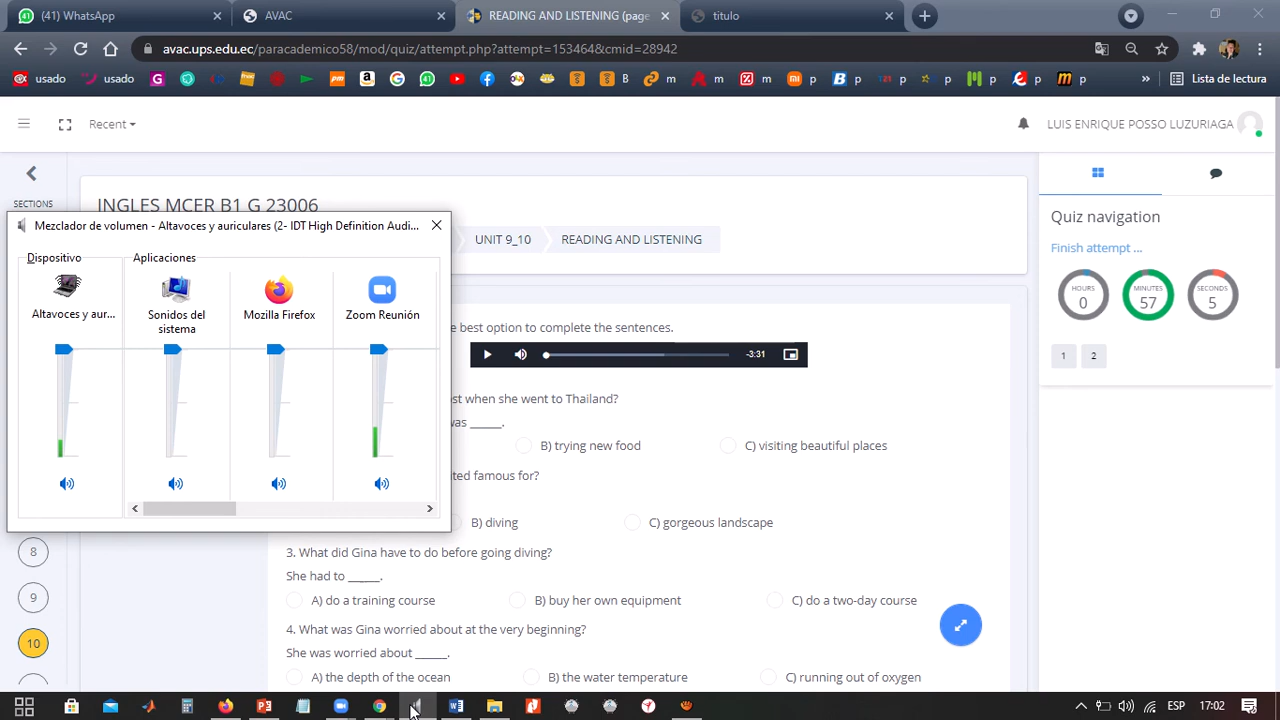 (41) WhatsApp
AVAC
READING AND LISTENING (page
titulo
avac.ups.edu.ec/paracademico58/mod/quiz/attempt.php?attempt=153464&cmid=28942
usado
usado
B
m
m
p
p
p
p
p
p
p
»
Lista de lectura
Recent
LUIS ENRIQUE POSSO LUZURIAGA
SECTIONS
INGLES MCER B1 G 23006
UNIT 9_10
READING AND LISTENING
Quiz navigation
Finish attempt ...
HOURS
0
MINUTES
57
SECONDS
5
1
2
Mezclador de volumen - Altavoces y auriculares (2- IDT High Definition Audi...
Dispositivo
Aplicaciones
Altavoces y aur...
Sonidos del
sistema
Mozilla Firefox
Zoom Reunión
e best option to complete the sentences.
-3:31
st when she went to Thailand?
was ______.
B) trying new food
C) visiting beautiful places
ited famous for?
B) diving
C) gorgeous landscape
8
3. What did Gina have to do before going diving?
She had to ______.
9
A) do a training course
B) buy her own equipment
C) do a two-day course
4. What was Gina worried about at the very beginning?
10
She was worried about ______.
A) the depth of the ocean
B) the water temperature
C) running out of oxygen
ESP
17:02